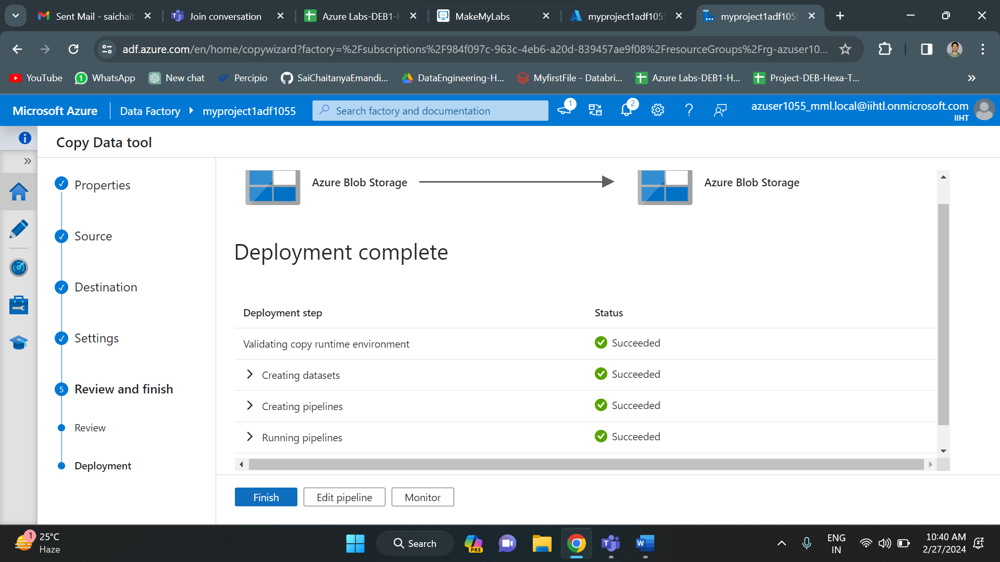 Sent Mail - saichait
Join conversation
Azure Labs-DEB1-H
MakeMyLabs
myproject1adf1055
myproject1adf1055
adf.azure.com/en/home/copywizard?factory=%2Fsubscriptions%2F984f097c-963c-4eb6-a20d-839457ae9f08%2FresourceGroups%2Frg-azuser10...
YouTube
1
WhatsApp
New chat
Percipio
SaiChaitanyaEmandi...
DataEngineering-H...
MyfirstFile - Databri...
Azure Labs-DEB1-H...
Project-DEB-Hexa-T...
Microsoft Azure
Data Factory
myproject1adf1055
Search factory and documentation
1
2
azuser1055_mml.local@iihtl.onmicrosoft.com
IIHT
Copy Data tool
Properties
Source
Destination
Settings
5
Review and finish
Review
Deployment
Azure Blob Storage
Azure Blob Storage
Deployment complete
Deployment step
Status
Validating copy runtime environment
Succeeded
Creating datasets
Succeeded
Creating pipelines
Succeeded
Running pipelines
Succeeded
Finish
Edit pipeline
Monitor
1
25°C
Haze
Search
PRE
ENG
IN
10:40 AM
2/27/2024